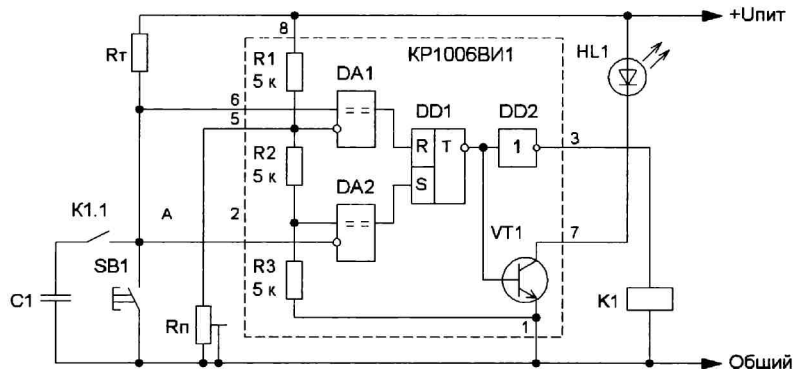 +Uпит
Rт
8
КР1006ВИ1
HL1
R1
5 к
DA1
6
5
==
DD1
DD2
R
T
1
3
R2
5 к
S
DA2
K1.1
A
2
==
VT1
7
SB1
R3
5 к
C1
Rп
1
K1
Общий